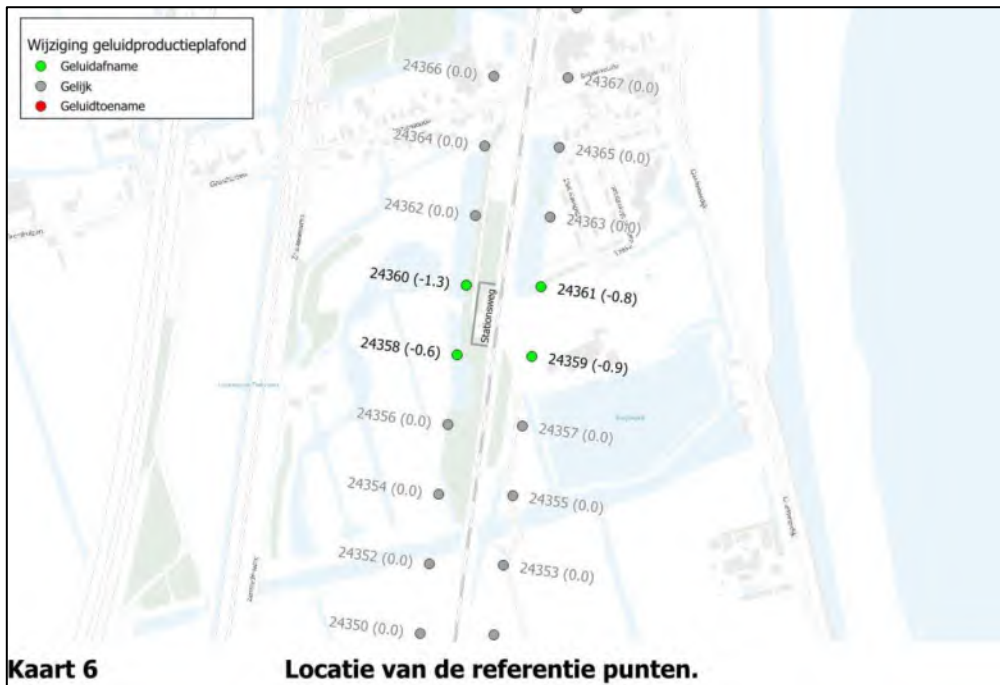 Wijziging geluidproductieplafond
Geluidafname
Gelijk
Geluidtoename
24366 (0.0)
24367 (0.0)
24364 (0.0)
24365 (0.0)
24362 (0.0)
24363 (0.0)
24360 (-1.3)
24361 (-0.8)
Stationsweg
24358 (-0.6)
24359 (-0.9)
24356 (0.0)
24357 (0.0)
24354 (0.0)
24355 (0.0)
24352 (0.0)
24353 (0.0)
24350 (0.0)
Kaart 6
Locatie van de referentie punten.